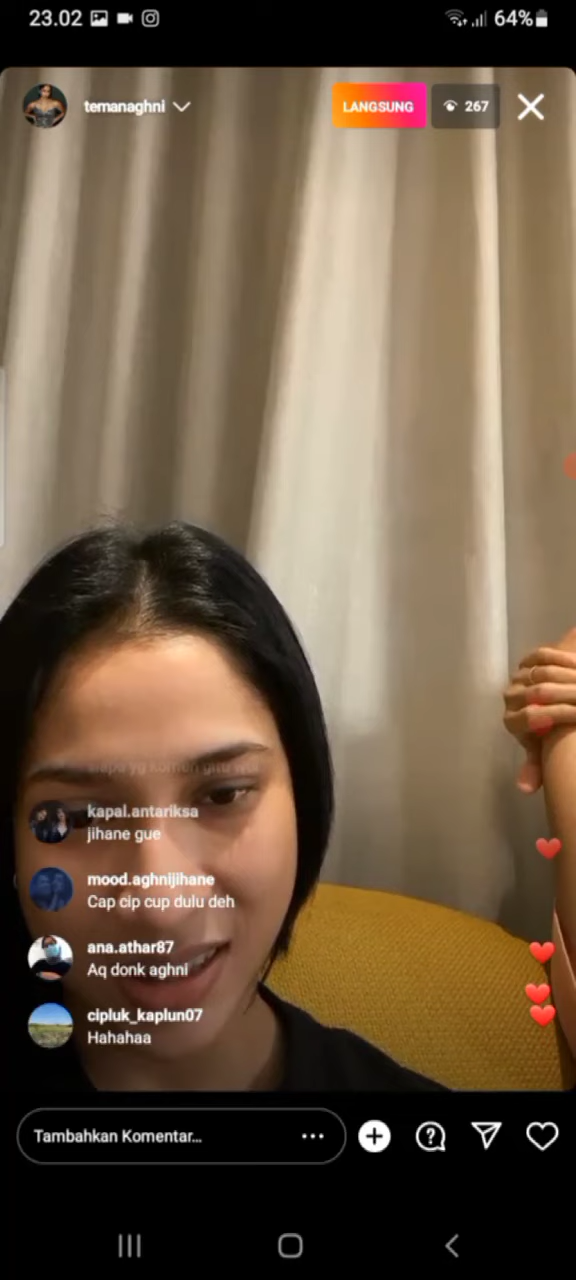 23.02
64%
temanaghni
LANGSUNG
267
kapal.antariksa
jihane gue
mood.aghnijihane
Cap cip cup dulu deh
ana.athar87
Aq donk aghni
cipluk_kaplun07
Hahahaa
Tambahkan Komentar...